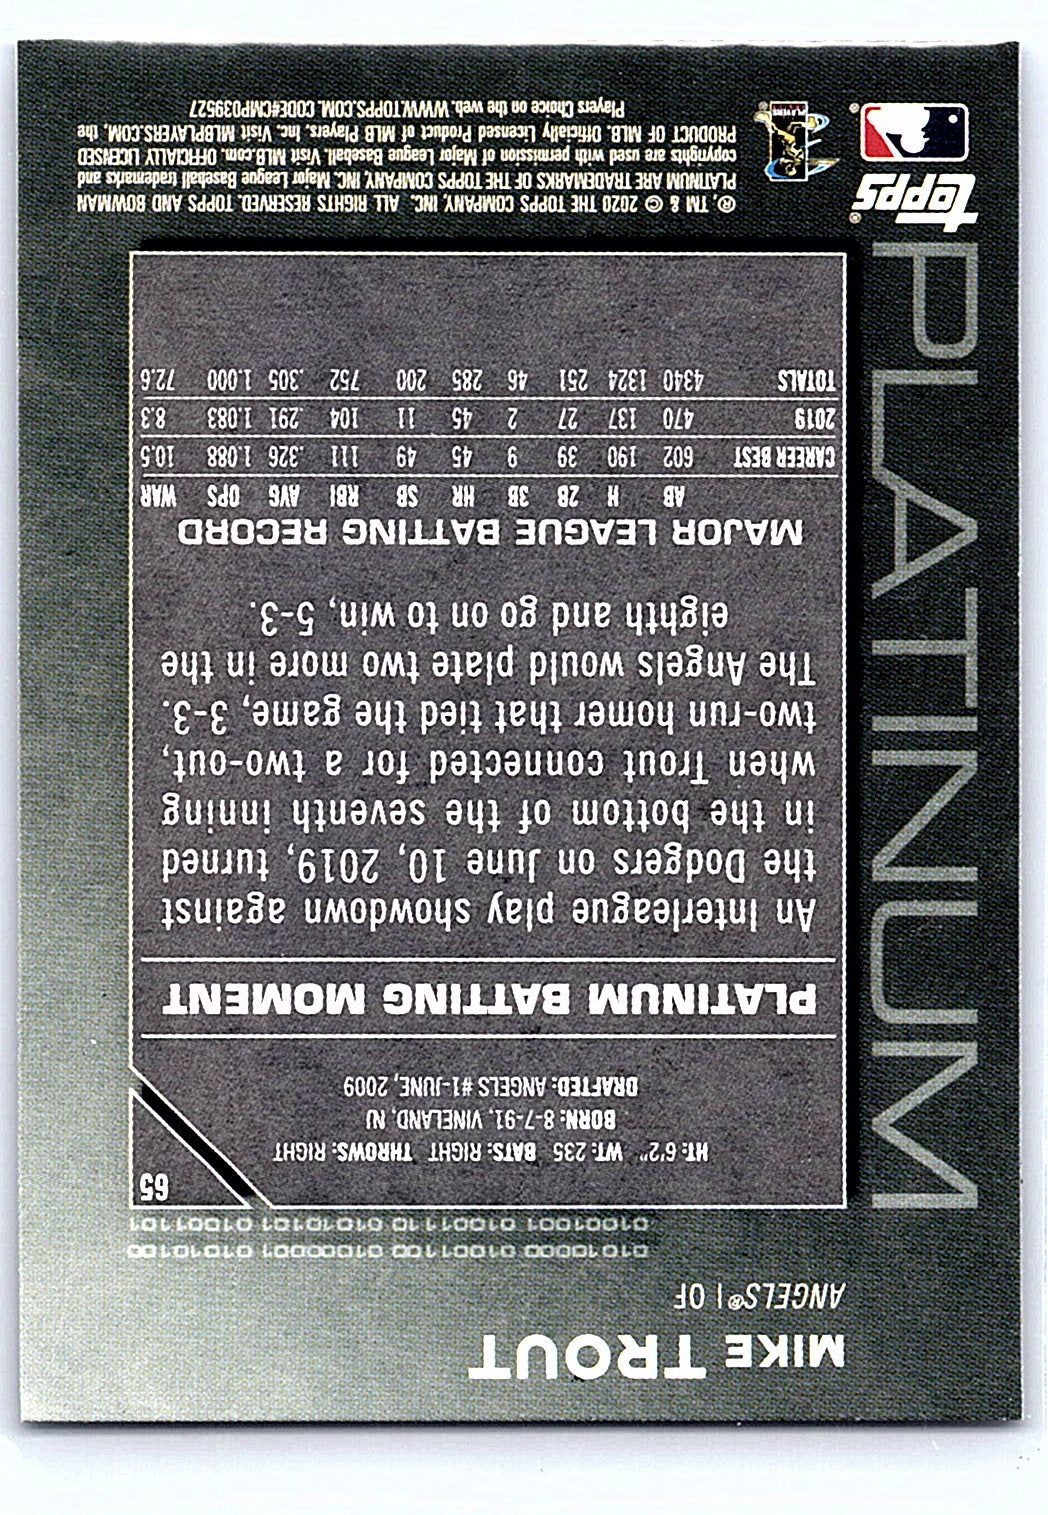 MIKE TROUT
ANGELS® | OF
01010000 01001100 01000001 01010100
01001001 01001110 01010101 01001101
65
HT: 6'2" WT: 235 BATS: RIGHT THROWS: RIGHT
BORN: 8-7-91, VINELAND, NJ
DRAFTED: ANGELS #1-JUNE, 2009
PLATINUM BATTING MOMENT
An Interleague play showdown against
the Dodgers on June 10, 2019, turned
in the bottom of the seventh inning
when Trout connected for a two-out,
two-run homer that tied the game, 3-3.
The Angels would plate two more in the
eighth and go on to win, 5-3.
MAJOR LEAGUE BATTING RECORD
AB H 2B 3B HR SB RBI AVG OPS WAR
CAREER BEST 602 190 39 9 45 49 111 .326 1.088 10.5
2019 470 137 27 2 45 11 104 .291 1.083 8.3
TOTALS 4340 1324 251 46 285 200 752 .305 1.000 72.6
PLATINUM
Topps®
®, TM & © 2020 THE TOPPS COMPANY, INC. ALL RIGHTS RESERVED. TOPPS AND BOWMAN
PLATINUM ARE TRADEMARKS OF THE TOPPS COMPANY, INC. Major League Baseball trademarks and
copyrights are used with permission of Major League Baseball. Visit MLB.com. OFFICIALLY LICENSED
PRODUCT OF MLB. Officially Licensed Product of MLB Players, Inc. Visit MLBPLAYERS.COM, the
Players Choice on the web. WWW.TOPPS.COM. CODE#CMP039527
PLAYERS